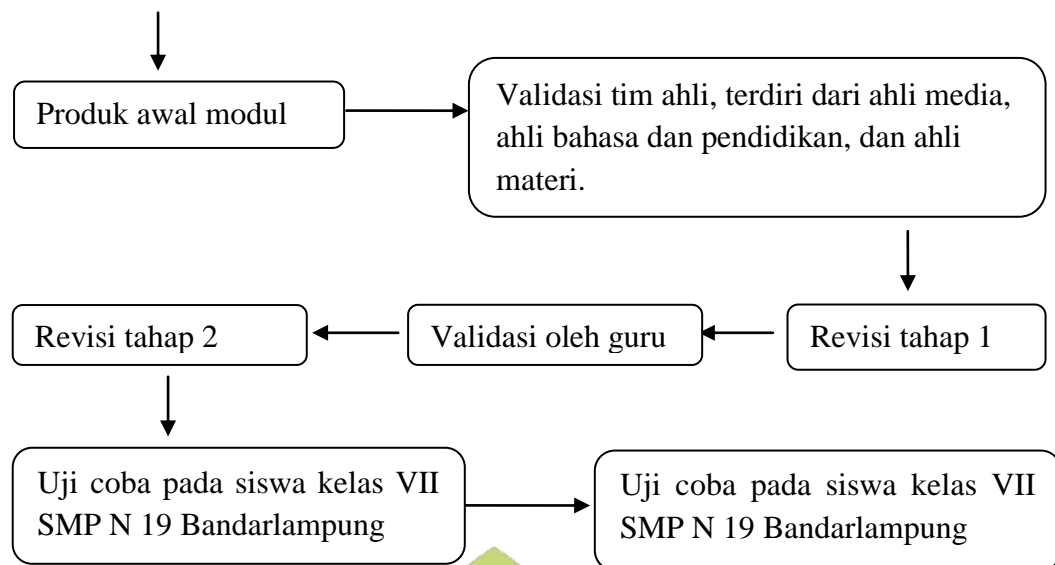 Produk awal modul
Validasi tim ahli, terdiri dari ahli media,
ahli bahasa dan pendidikan, dan ahli
materi.
Revisi tahap 1
Validasi oleh guru
Revisi tahap 2
Uji coba pada siswa kelas VII
SMP N 19 Bandarlampung
Uji coba pada siswa kelas VII
SMP N 19 Bandarlampung